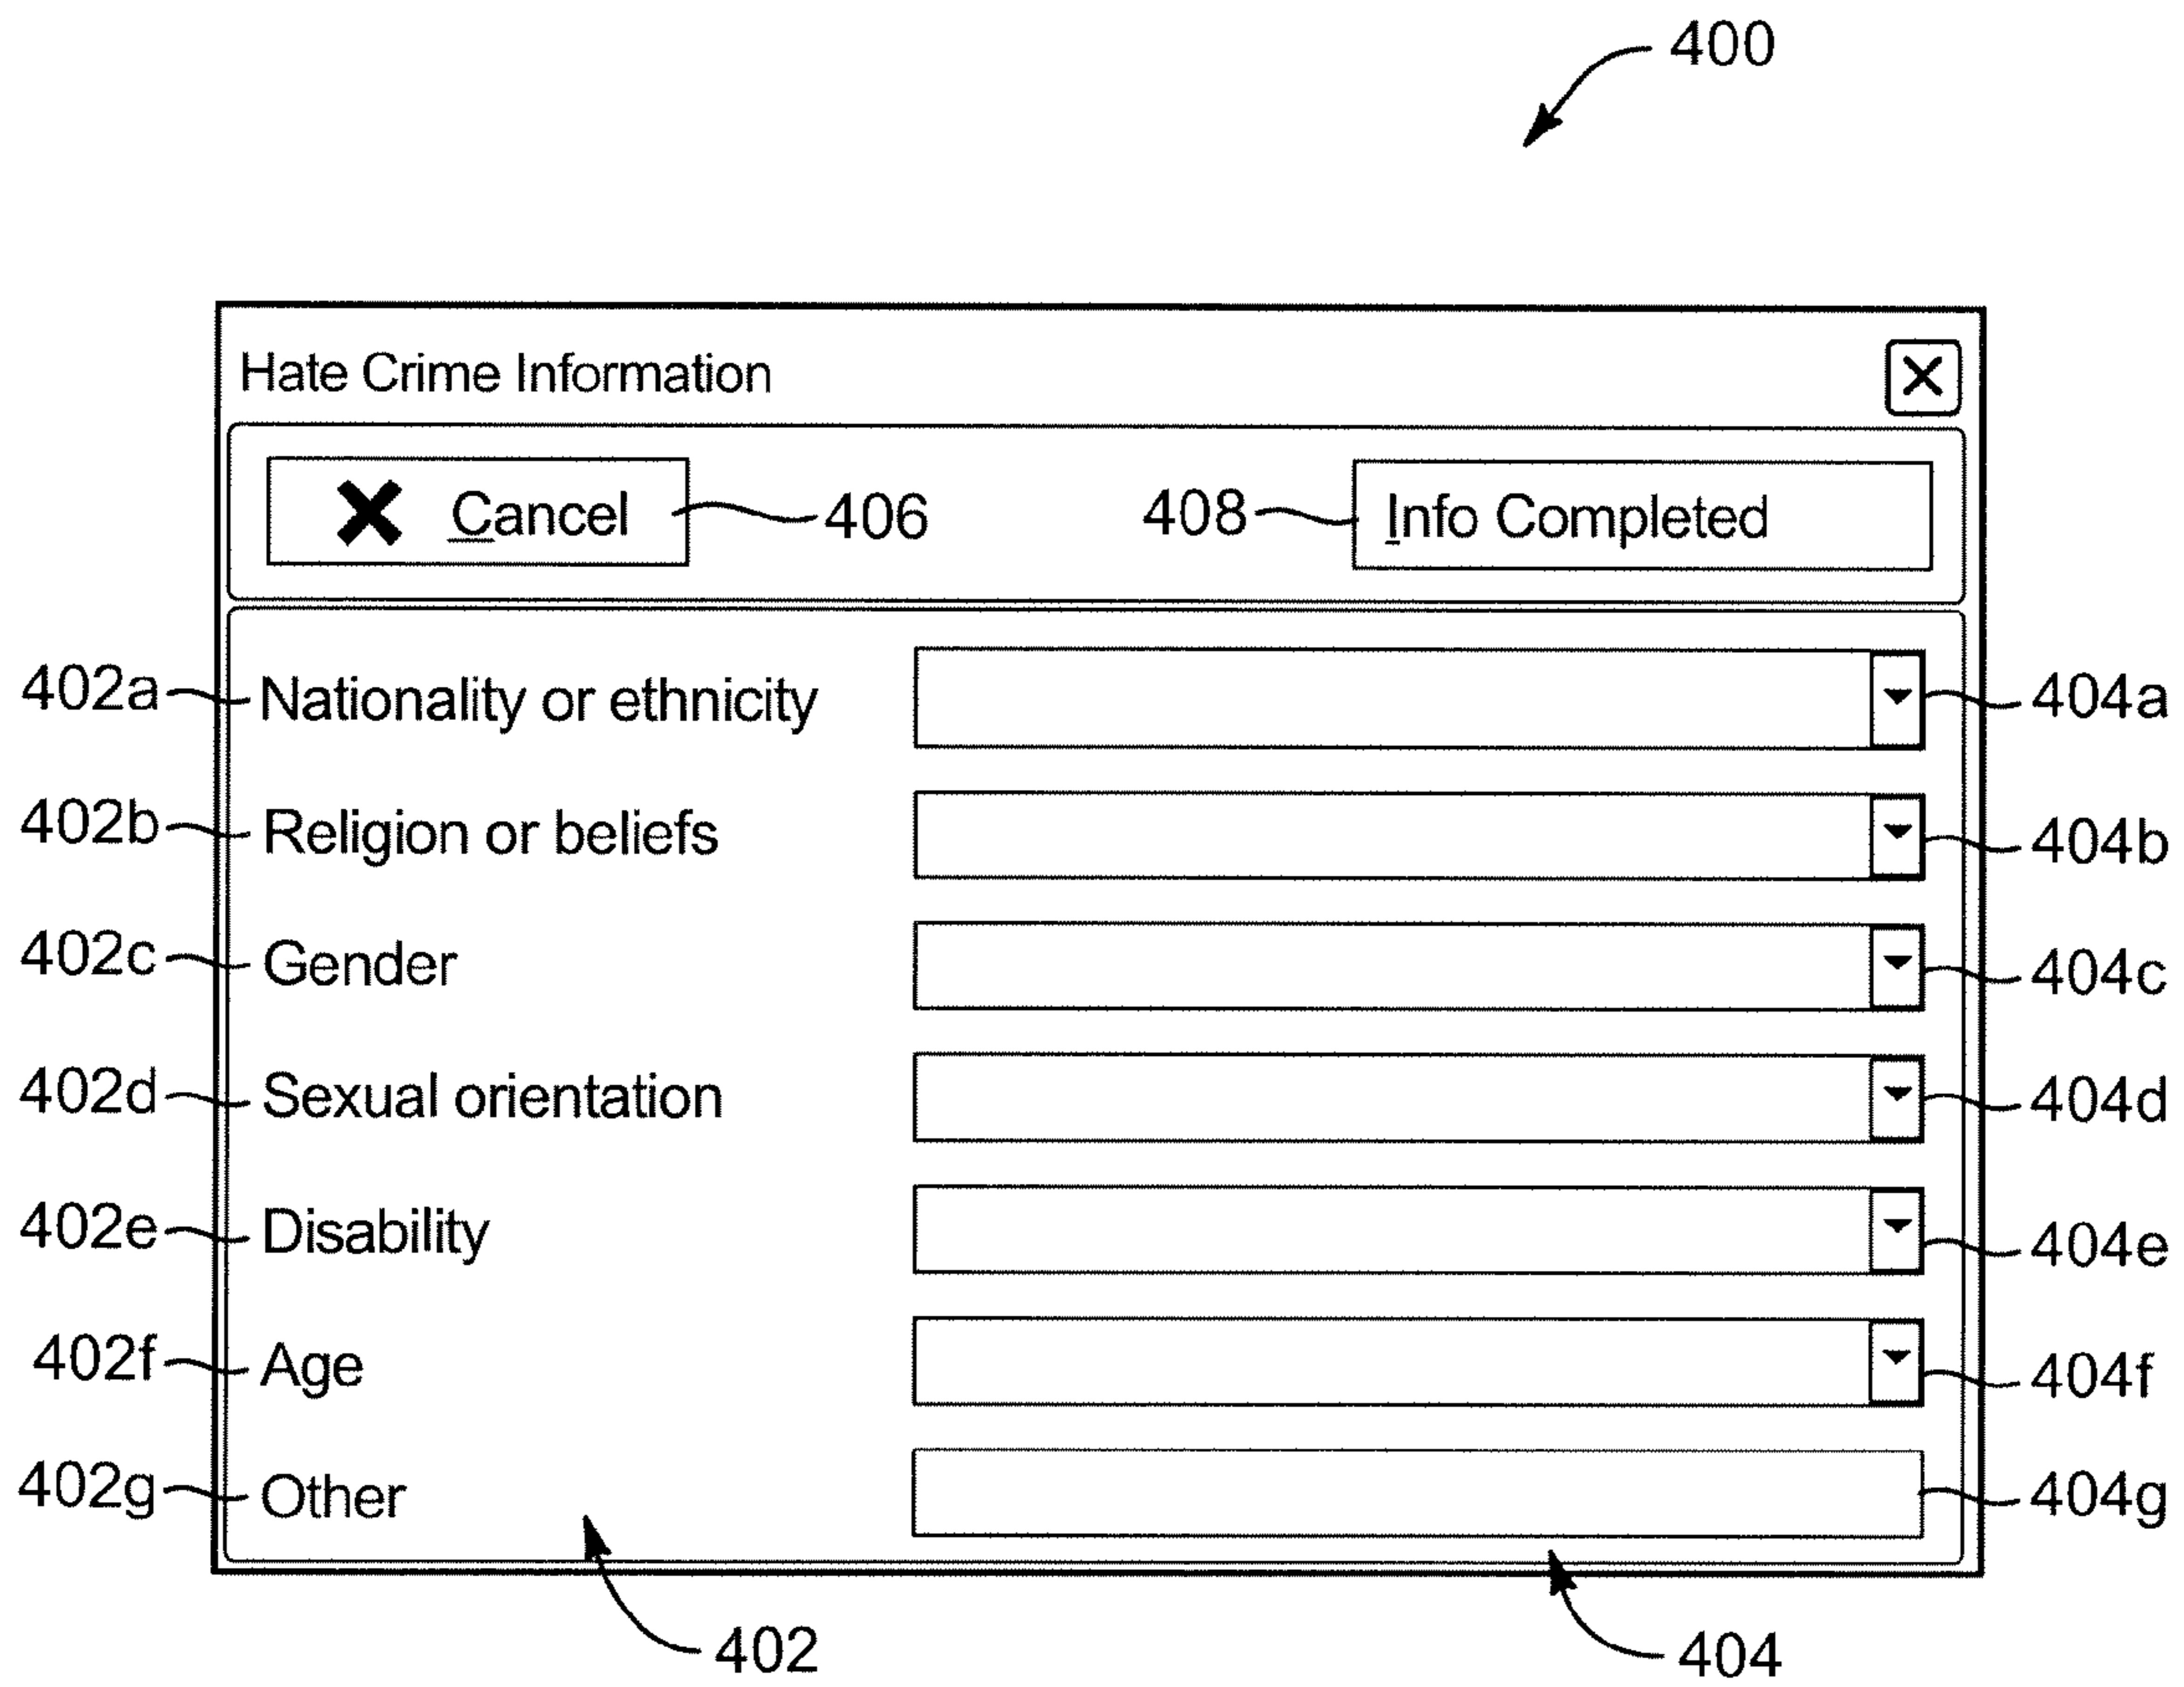 400
Hate Crime Information
X Cancel 406 408 Info Completed
402a Nationality or ethnicity 404a
402b Religion or beliefs 404b
402c Gender 404c
402d Sexual orientation 404d
402e Disability 404e
402f Age 404f
402g Other 404g
402 404